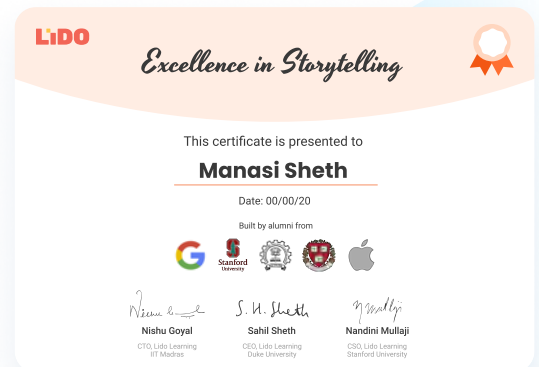 LiDO
Excellence in Storytelling
This certificate is presented to
Manasi Sheth
Date: 00/00/20
Built by alumni from
S
Stanford
University
S. H. Sheth
Nishu Goyal
Sahil Sheth
Nandini Mullaji
CTO, Lido Learning
IIT Madras
CEO, Lido Learning
Duke University
CSO, Lido Learning
Stanford University